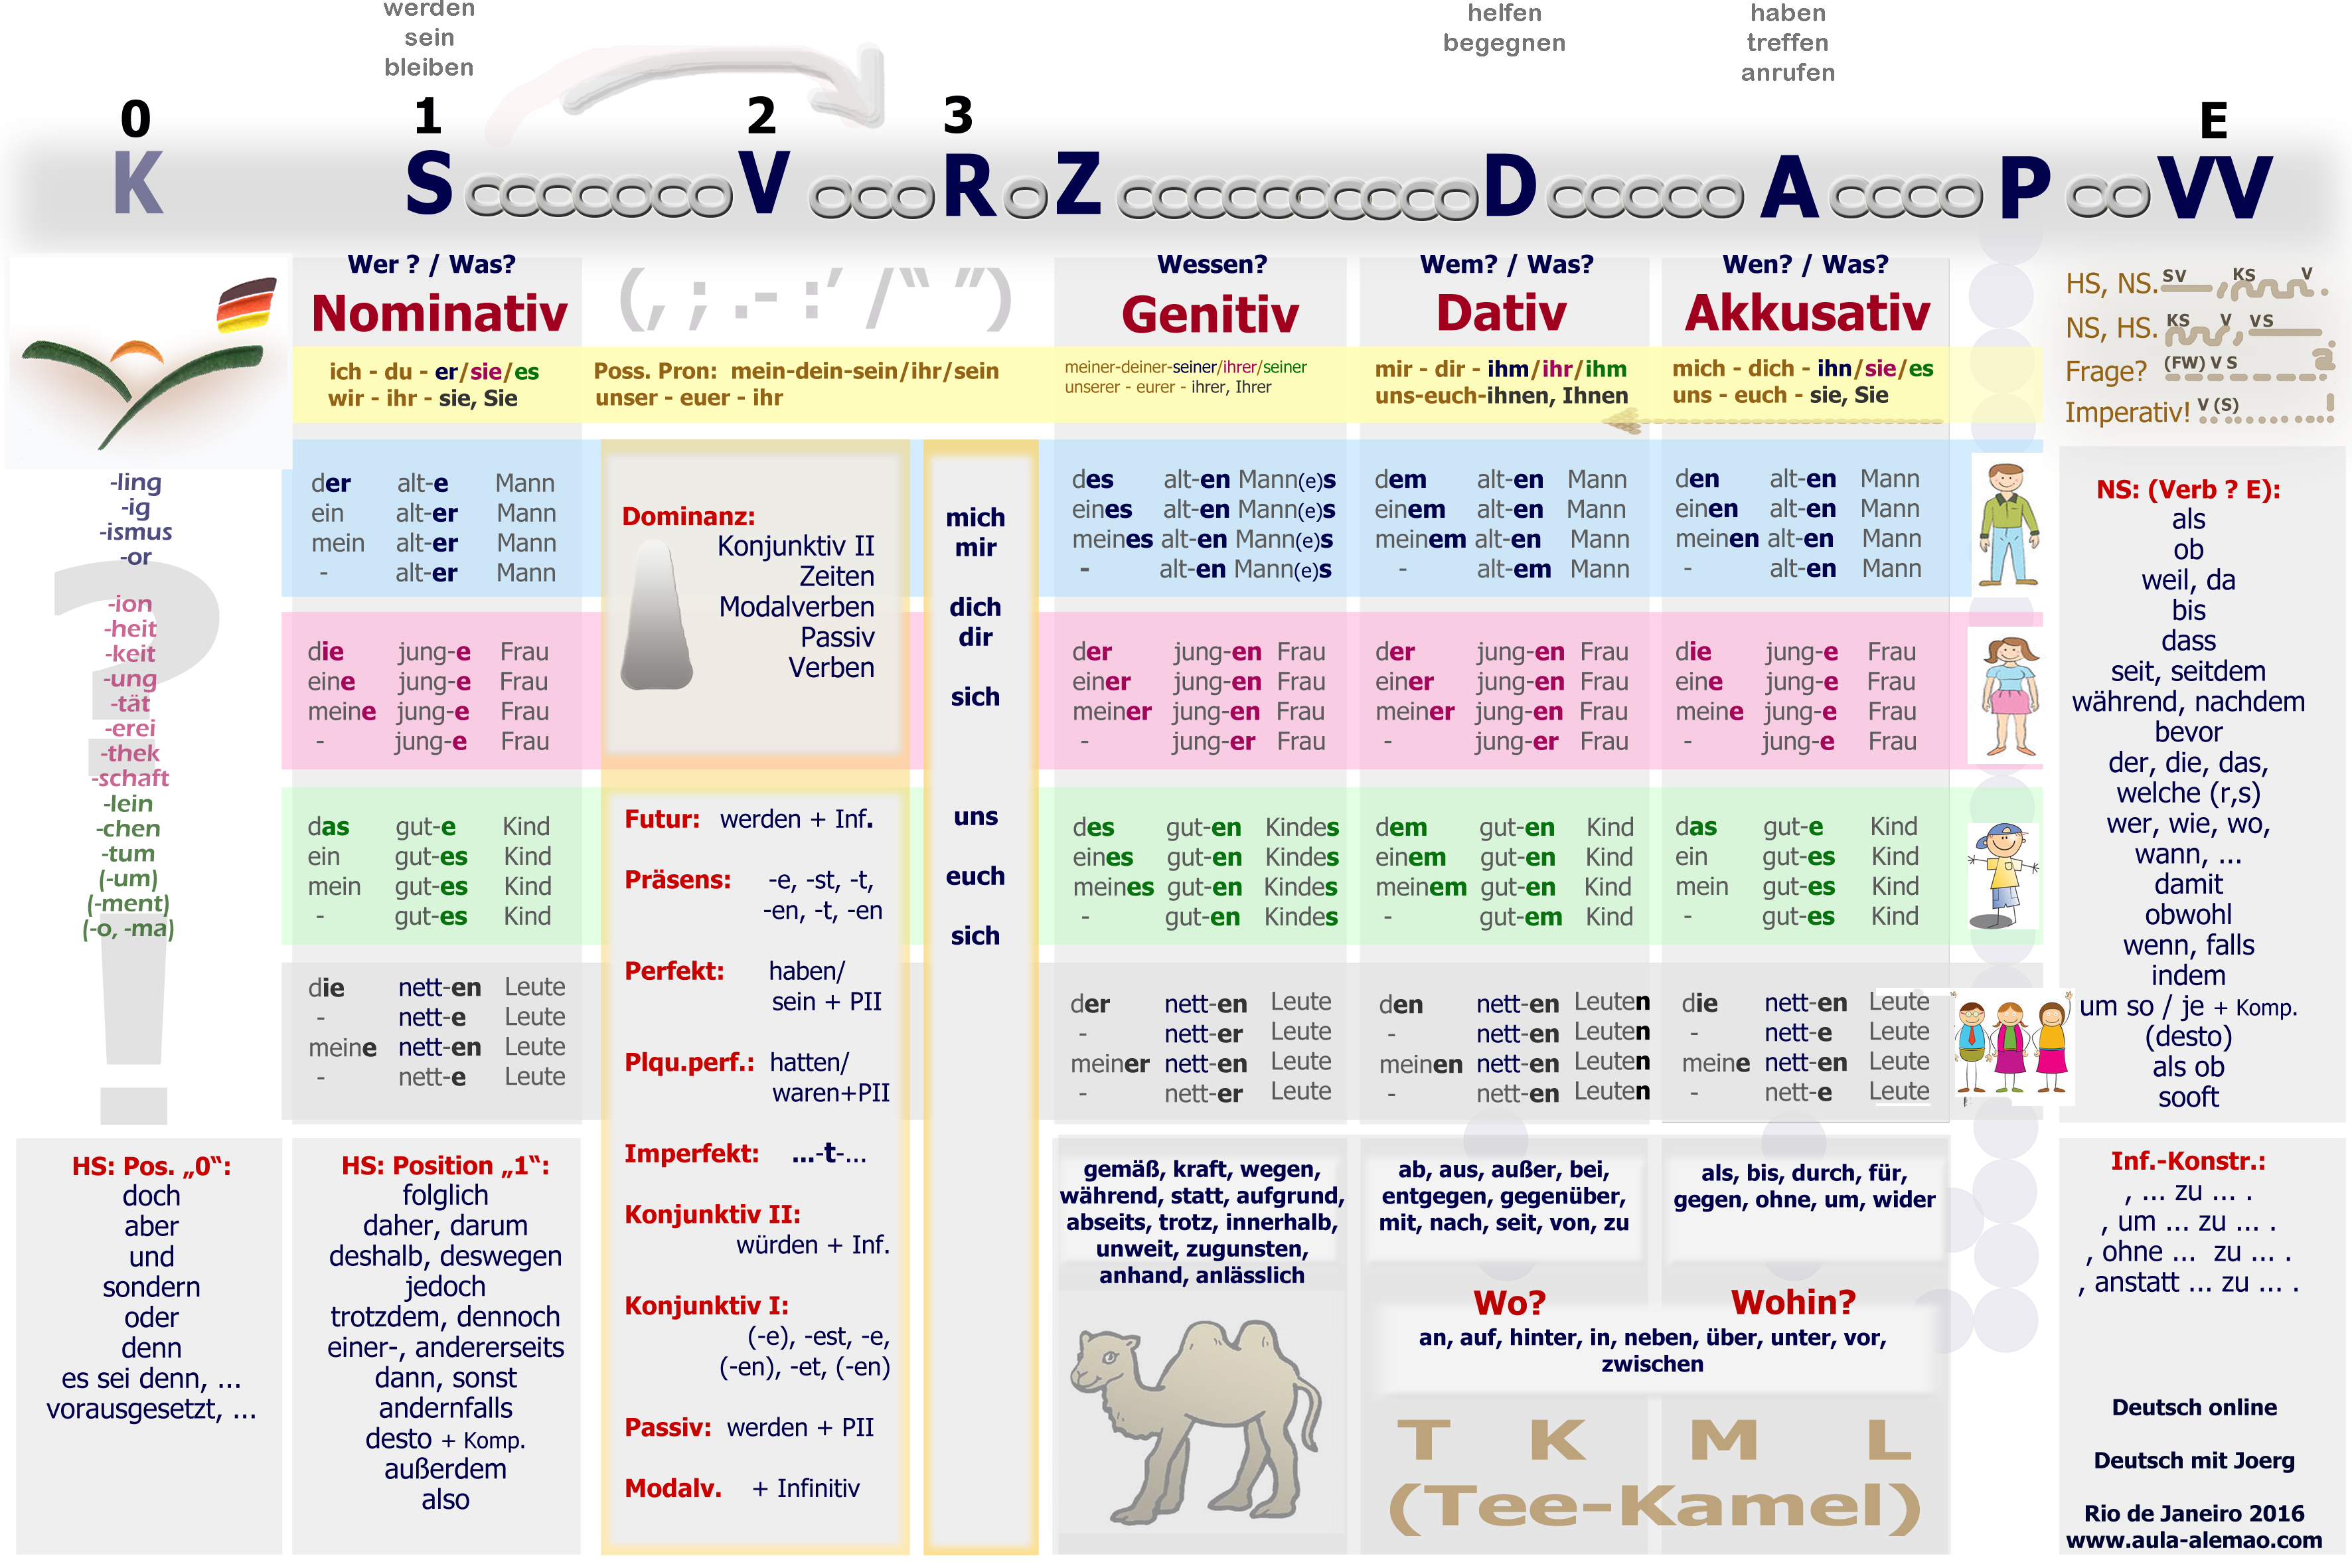 werden
sein
bleiben
helfen
begegnen
haben
treffen
anrufen
0 1 2 3 E
K S V R Z D A P VV
Wer ? / Was?
Nominativ
ich - du - er/sie/es
wir - ihr - sie, Sie
(, ; .- :’ /“ ”)
Poss. Pron: mein-dein-sein/ihr/sein
unser - euer - ihr
Wessen?
Genitiv
meiner-deiner-seiner/ihrer/seiner
unserer - eurer - ihrer, Ihrer
Wem? / Was?
Dativ
mir - dir - ihm/ihr/ihm
uns-euch-ihnen, Ihnen
Wen? / Was?
Akkusativ
mich - dich - ihn/sie/es
uns - euch - sie, Sie
HS, NS. SV , KS V .
NS, HS. KS V , VS .
Frage? (FW) V S ?
Imperativ! V (S) !
-ling
-ig
-ismus
-or
-ion
-heit
-keit
-ung
-tät
-erei
-thek
-schaft
-lein
-chen
-tum
(-um)
(-ment)
(-o, -ma)
?
!
der alt-e Mann
ein alt-er Mann
mein alt-er Mann
- alt-er Mann
die jung-e Frau
eine jung-e Frau
meine jung-e Frau
- jung-e Frau
das gut-e Kind
ein gut-es Kind
mein gut-es Kind
- gut-es Kind
die nett-en Leute
- nett-e Leute
meine nett-en Leute
- nett-e Leute
Dominanz:
Konjunktiv II
Zeiten
Modalverben
Passiv
Verben
Futur: werden + Inf.
Präsens: -e, -st, -t,
-en, -t, -en
Perfekt: haben/
sein + PII
Plqu.perf.: hatten/
waren+PII
Imperfekt: ...-t-...
Konjunktiv II:
würden + Inf.
Konjunktiv I:
(-e), -est, -e,
(-en), -et, (-en)
Passiv: werden + PII
Modalv. + Infinitiv
mich
mir
dich
dir
sich
uns
euch
sich
des alt-en Mann(e)s
eines alt-en Mann(e)s
meines alt-en Mann(e)s
- alt-en Mann(e)s
der jung-en Frau
einer jung-en Frau
meiner jung-en Frau
- jung-er Frau
des gut-en Kindes
eines gut-en Kindes
meines gut-en Kindes
- gut-en Kindes
der nett-en Leute
- nett-er Leute
meiner nett-en Leute
- nett-er Leute
dem alt-en Mann
einem alt-en Mann
meinem alt-en Mann
- alt-em Mann
der jung-en Frau
einer jung-en Frau
meiner jung-en Frau
- jung-er Frau
dem gut-en Kind
einem gut-en Kind
meinem gut-en Kind
- gut-em Kind
den nett-en Leuten
- nett-en Leuten
meinen nett-en Leuten
- nett-en Leuten
den alt-en Mann
einen alt-en Mann
meinen alt-en Mann
- alt-en Mann
die jung-e Frau
eine jung-e Frau
meine jung-e Frau
- jung-e Frau
das gut-e Kind
ein gut-es Kind
mein gut-es Kind
- gut-es Kind
die nett-en Leute
- nett-e Leute
meine nett-en Leute
- nett-e Leute
NS: (Verb ? E):
als
ob
weil, da
bis
dass
seit, seitdem
während, nachdem
bevor
der, die, das,
welche (r,s)
wer, wie, wo,
wann, ...
damit
obwohl
wenn, falls
indem
um so / je + Komp.
(desto)
als ob
sooft
HS: Pos. „0“:
doch
aber
und
sondern
oder
denn
es sei denn, ...
vorausgesetzt, ...
HS: Position „1“:
folglich
daher, darum
deshalb, deswegen
jedoch
trotzdem, dennoch
einer-, andererseits
dann, sonst
andernfalls
desto + Komp.
außerdem
also
gemäß, kraft, wegen,
während, statt, aufgrund,
abseits, trotz, innerhalb,
unweit, zugunsten,
anhand, anlässlich
ab, aus, außer, bei,
entgegen, gegenüber,
mit, nach, seit, von, zu
als, bis, durch, für,
gegen, ohne, um, wider
Wo? Wohin?
an, auf, hinter, in, neben, über, unter, vor,
zwischen
T K M L
(Tee-Kamel)
Inf.-Konstr.:
, ... zu ... .
, um ... zu ... .
, ohne ... zu ... .
, anstatt ... zu ... .
Deutsch online
Deutsch mit Joerg
Rio de Janeiro 2016
www.aula-alemao.com